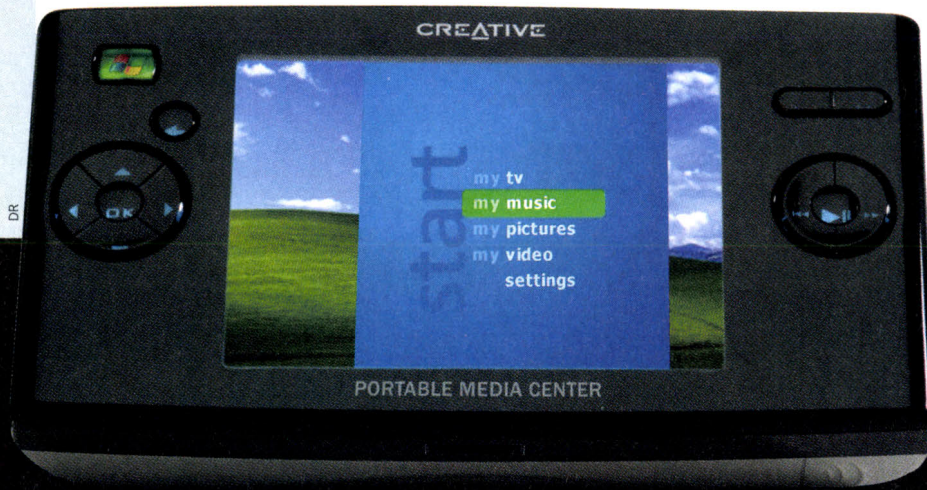 CREATIVE
DR
OK
start
my tv
my music
my pictures
my video
settings
PORTABLE MEDIA CENTER